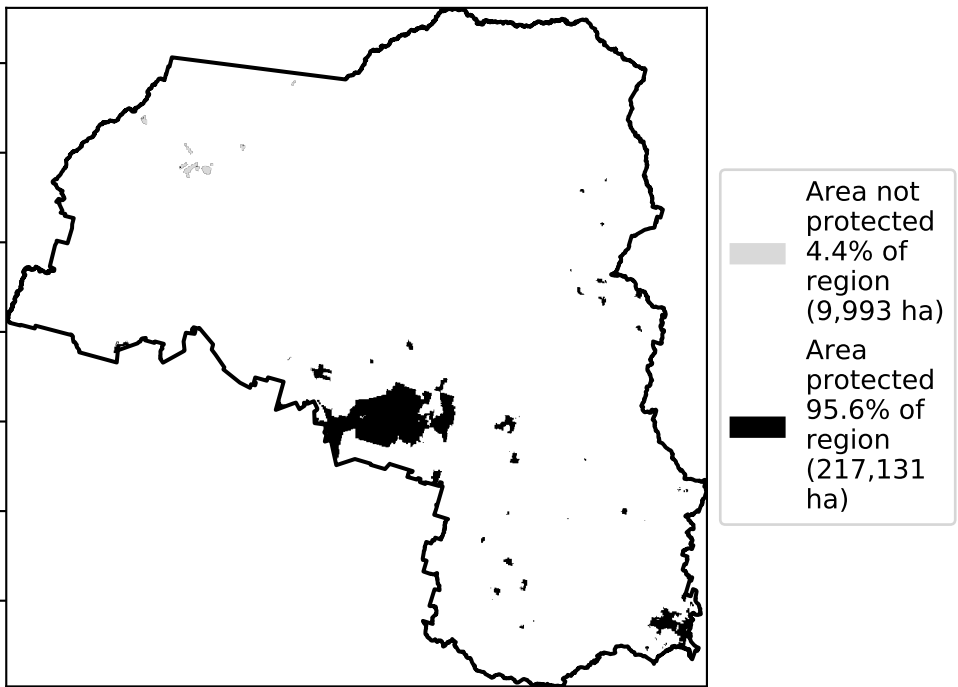 Area not
protected
4.4% of
region
(9,993 ha)
Area
protected
95.6% of
region
(217,131
ha)